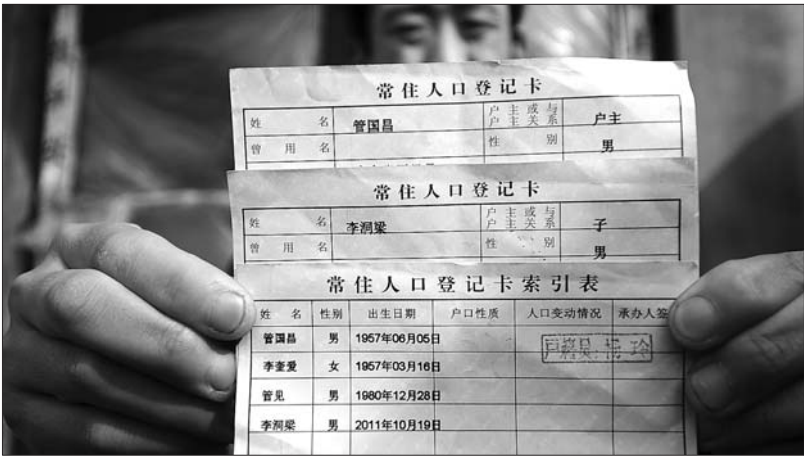 常住人口登记卡
姓 名 管国昌 户主或与户主关系 户主
曾用名 性别 男
常住人口登记卡
姓 名 李洞梁 户主或与户主关系 子
曾用名 性别 男
常住人口登记卡索引表
姓 名 性别 出生日期 户口性质 人口变动情况 承办人签
管国昌 男 1957年06月05日
李奎爱 女 1957年03月16日
管见 男 1980年12月28日
李洞梁 男 2011年10月19日